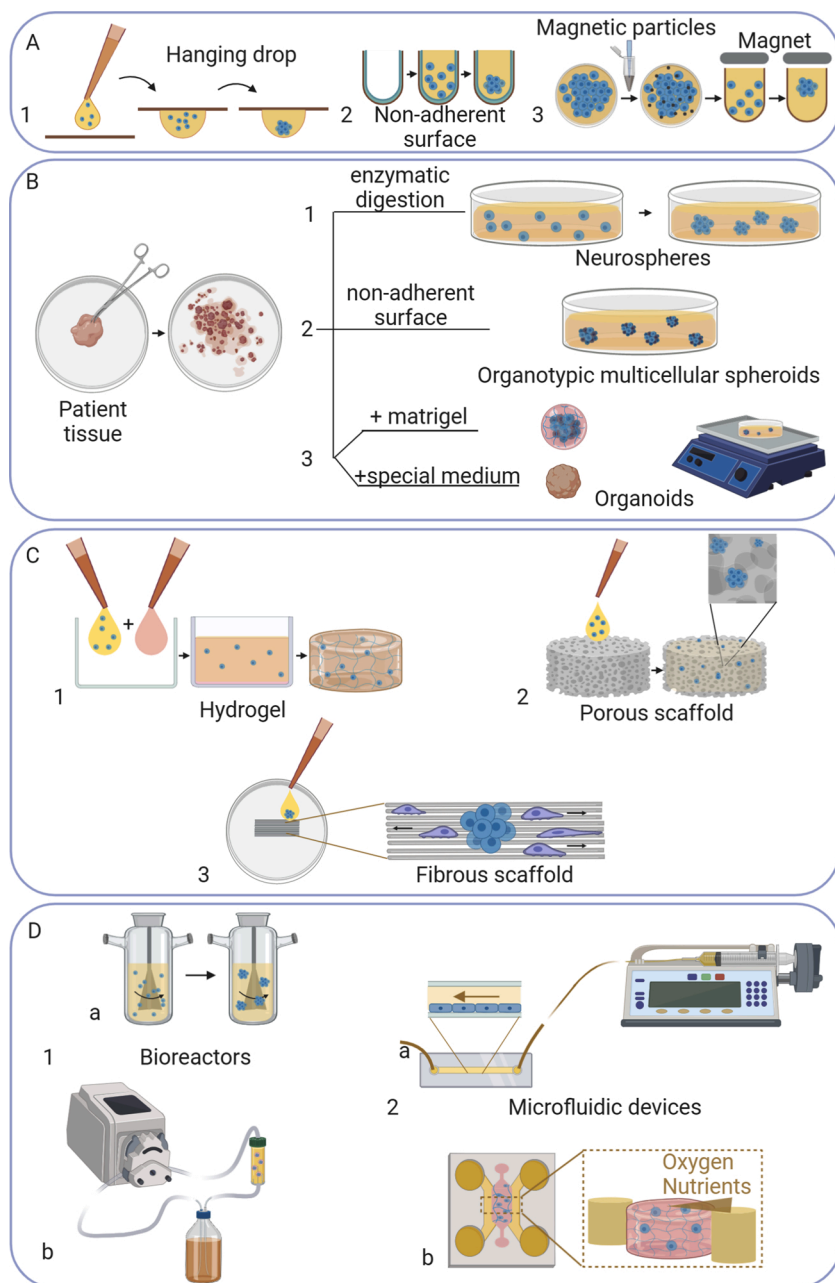 A
Hanging drop
1
2
Non-adherent
surface
Magnetic particles
Magnet
3
B
Patient
tissue
1
enzymatic
digestion
Neurospheres
2
non-adherent
surface
Organotypic multicellular spheroids
3
+ matrigel
+special medium
Organoids
C
+
1
Hydrogel
2
Porous scaffold
3
Fibrous scaffold
D
a
1
Bioreactors
b
a
2
Microfluidic devices
b
Oxygen
Nutrients